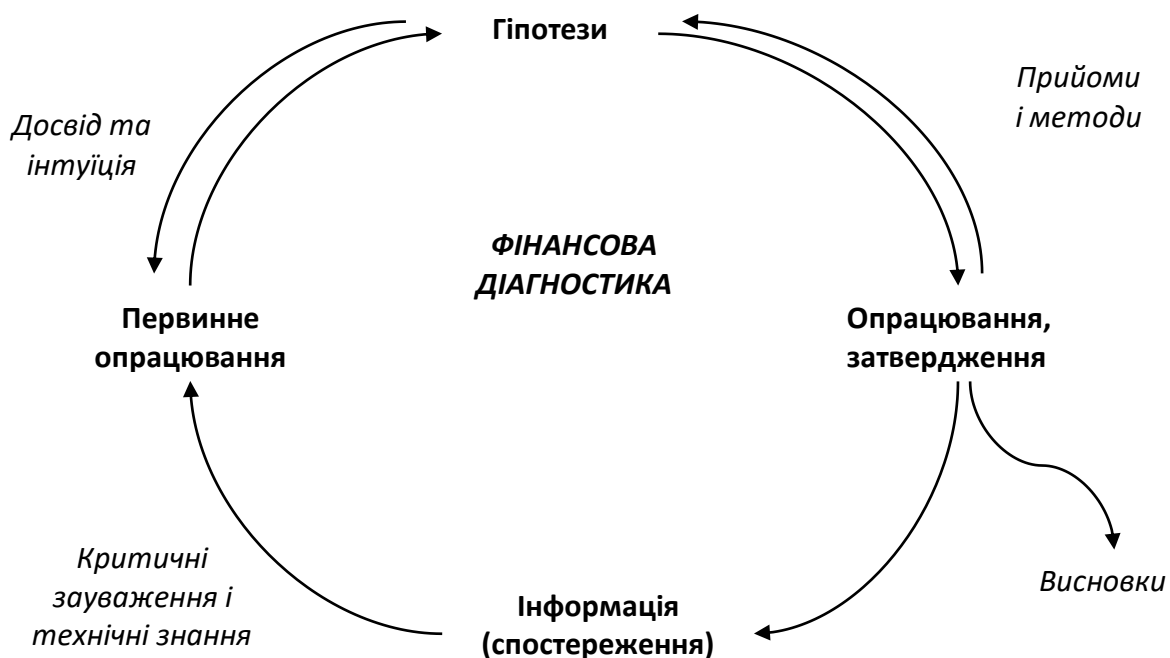 Гіпотези
Прийоми
і методи
Досвід та
інтуїція
ФІНАНСОВА
ДІАГНОСТИКА
Первинне
опрацювання
Опрацювання,
затвердження
Критичні
зауваження і
технічні знання
Інформація
(спостереження)
Висновки